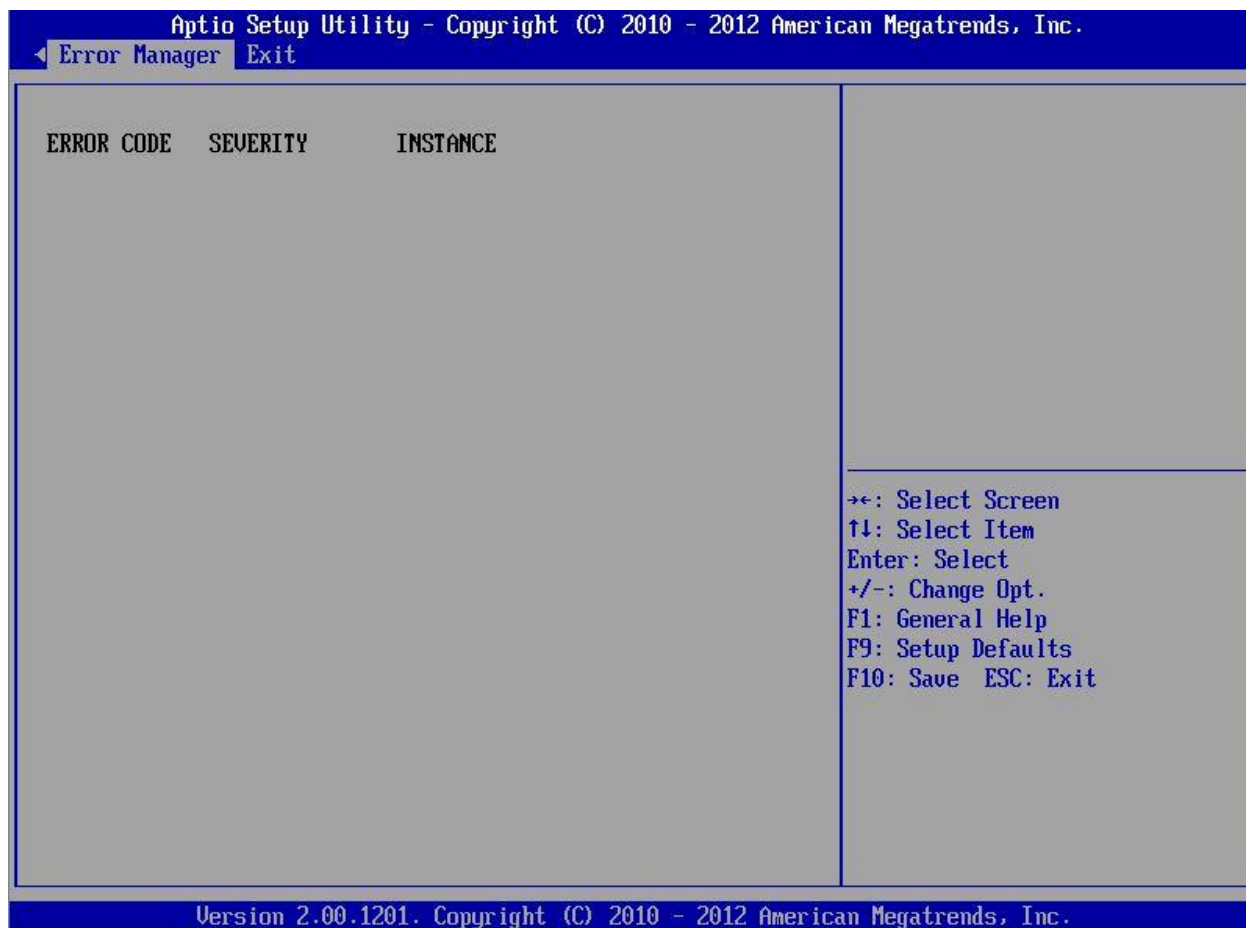 Aptio Setup Utility - Copyright (C) 2010 - 2012 American Megatrends, Inc.
Error Manager Exit
ERROR CODE SEVERITY INSTANCE
→←: Select Screen
↑↓: Select Item
Enter: Select
+/-: Change Opt.
F1: General Help
F9: Setup Defaults
F10: Save ESC: Exit
Version 2.00.1201. Copyright (C) 2010 - 2012 American Megatrends, Inc.